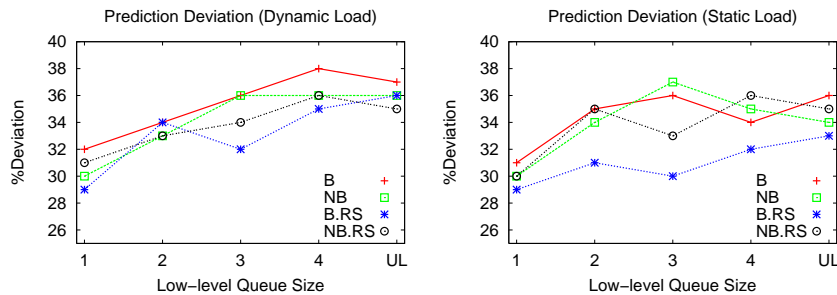 Prediction Deviation (Dynamic Load)
%Deviation
40
38
36
34
32
30
28
26
B
NB
B.RS
NB.RS
1 2 3 4 UL
Low-level Queue Size
Prediction Deviation (Static Load)
%Deviation
40
38
36
34
32
30
28
26
B
NB
B.RS
NB.RS
1 2 3 4 UL
Low-level Queue Size